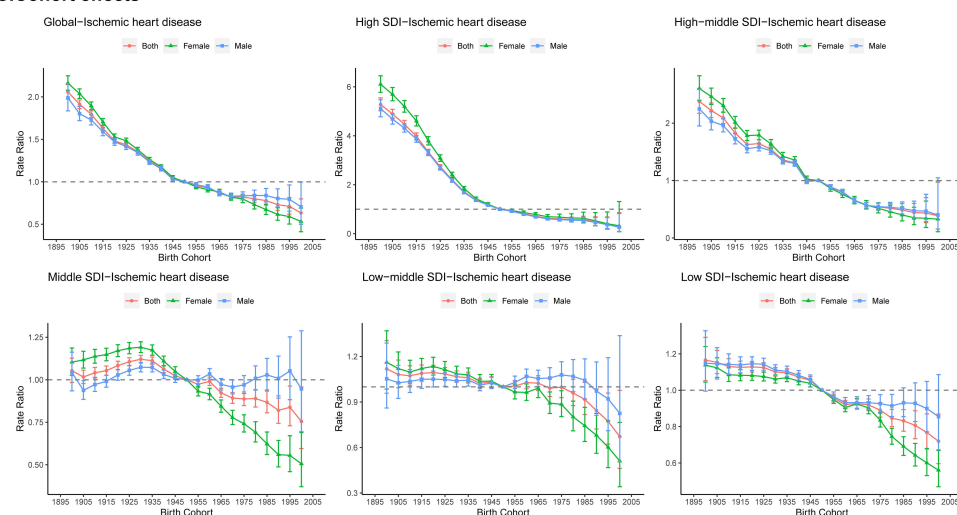 Global−Ischemic heart disease
Both Female Male
Rate Ratio
2.0
1.5
1.0
0.5
1895 1905 1915 1925 1935 1945 1955 1965 1975 1985 1995 2005
Birth Cohort
High SDI−Ischemic heart disease
Both Female Male
Rate Ratio
6
4
2
0
1895 1905 1915 1925 1935 1945 1955 1965 1975 1985 1995 2005
Birth Cohort
High−middle SDI−Ischemic heart disease
Both Female Male
Rate Ratio
2
1
0
1895 1905 1915 1925 1935 1945 1955 1965 1975 1985 1995 2005
Birth Cohort
Middle SDI−Ischemic heart disease
Both Female Male
Rate Ratio
1.25
1.00
0.75
0.50
1895 1905 1915 1925 1935 1945 1955 1965 1975 1985 1995 2005
Birth Cohort
Low−middle SDI−Ischemic heart disease
Both Female Male
Rate Ratio
1.2
0.9
0.6
0.3
1895 1905 1915 1925 1935 1945 1955 1965 1975 1985 1995 2005
Birth Cohort
Low SDI−Ischemic heart disease
Both Female Male
Rate Ratio
1.2
1.0
0.8
0.6
1895 1905 1915 1925 1935 1945 1955 1965 1975 1985 1995 2005
Birth Cohort